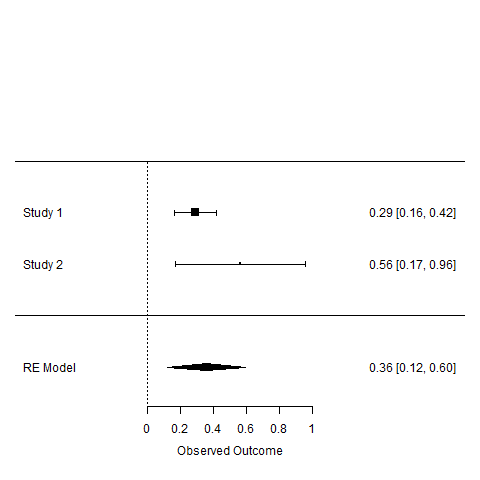 Study 1 0.29 [0.16, 0.42]
Study 2 0.56 [0.17, 0.96]
RE Model 0.36 [0.12, 0.60]
0 0.2 0.4 0.6 0.8 1
Observed Outcome